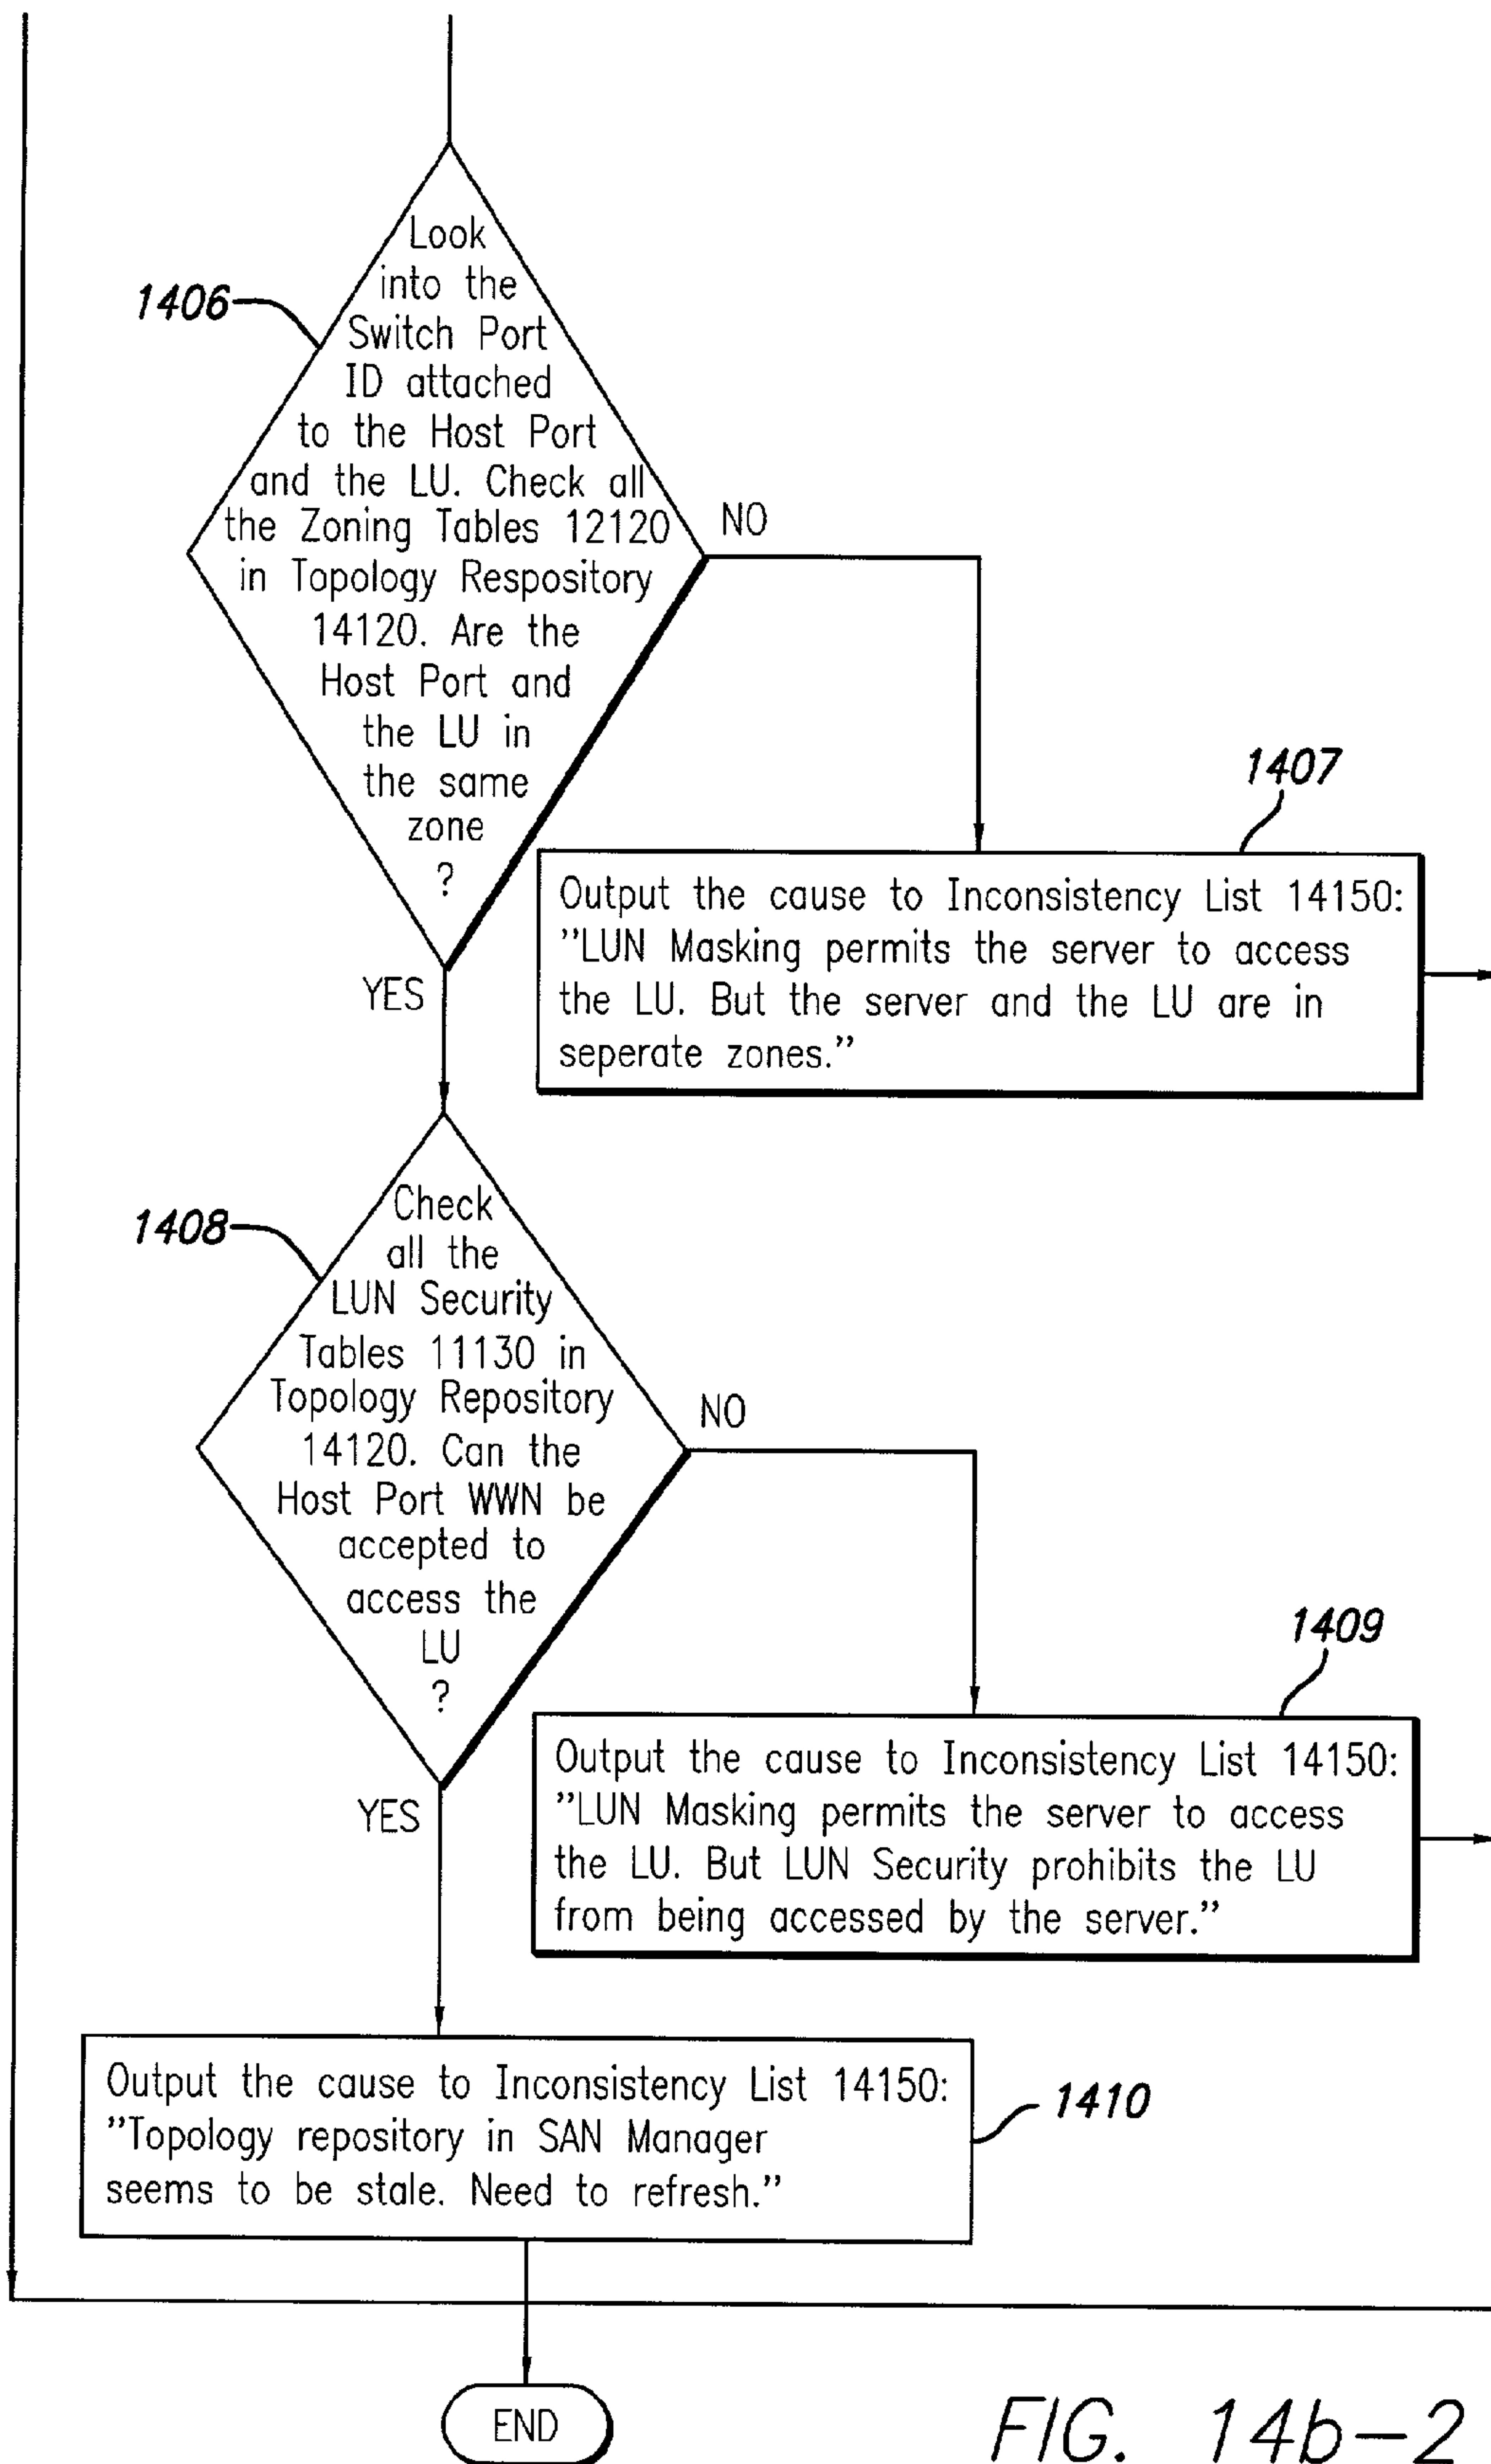 1406
Look
into the
Switch Port
ID attached
to the Host Port
and the LU. Check all
the Zoning Tables 12120
in Topology Respository
14120. Are the
Host Port and
the LU in
the same
zone
?
NO
YES
1407
Output the cause to Inconsistency List 14150:
"LUN Masking permits the server to access
the LU. But the server and the LU are in
seperate zones."
1408
Check
all the
LUN Security
Tables 11130 in
Topology Repository
14120. Can the
Host Port WWN be
accepted to
access the
LU
?
NO
YES
1409
Output the cause to Inconsistency List 14150:
"LUN Masking permits the server to access
the LU. But LUN Security prohibits the LU
from being accessed by the server."
Output the cause to Inconsistency List 14150:
"Topology repository in SAN Manager
seems to be stale. Need to refresh."
1410
END
FIG. 14b-2